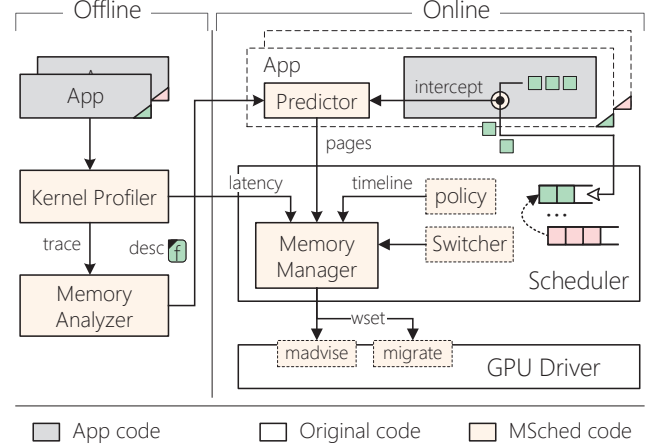 Offline
Online
App
App
intercept
Predictor
pages
Kernel Profiler
latency
timeline
policy
...
Memory
Manager
Switcher
trace
desc
f
Scheduler
Memory
Analyzer
wset
madvise
migrate
GPU Driver
App code
Original code
MSched code